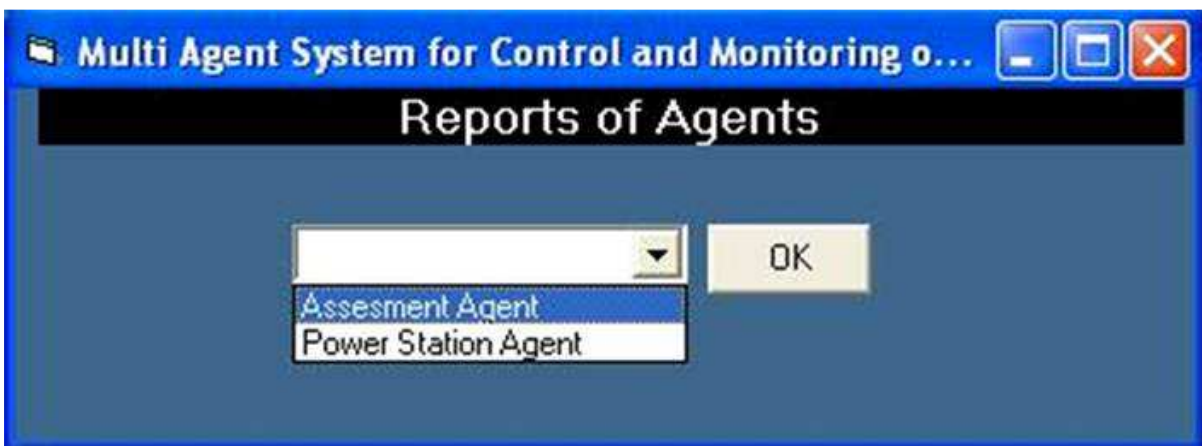 Multi Agent System for Control and Monitoring o...
Reports of Agents
OK
Assesment Agent
Power Station Agent